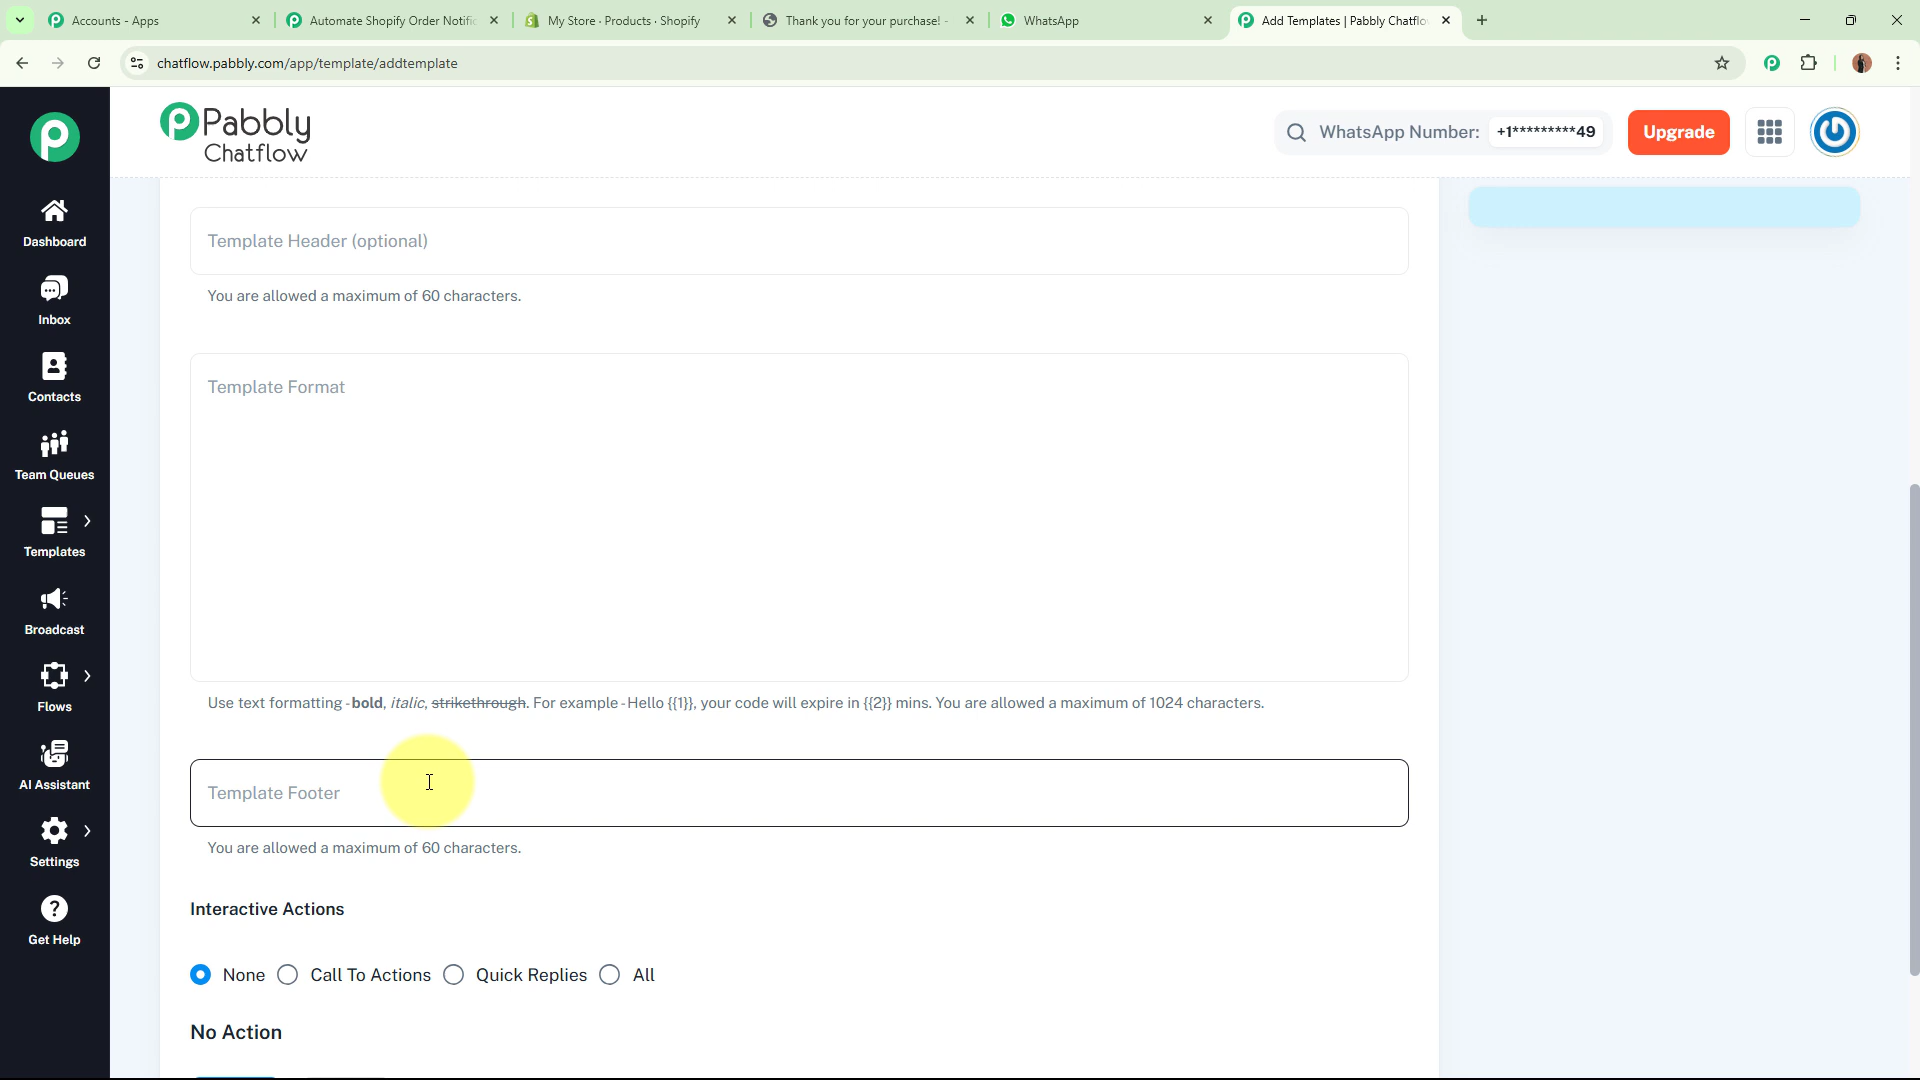 Accounts - Apps
Automate Shopify Order Notific
My Store · Products · Shopify
Thank you for your purchase! -
WhatsApp
Add Templates | Pabbly Chatflo
chatflow.pabbly.com/app/template/addtemplate
Pabbly
Chatflow
WhatsApp Number: +1*********49
Upgrade
Dashboard
Inbox
Contacts
Team Queues
Templates
Broadcast
Flows
AI Assistant
Settings
Get Help
Template Header (optional)
You are allowed a maximum of 60 characters.
Template Format
Use text formatting - bold, italic, strikethrough. For example - Hello {{1}}, your code will expire in {{2}} mins. You are allowed a maximum of 1024 characters.
Template Footer
You are allowed a maximum of 60 characters.
Interactive Actions
None Call To Actions Quick Replies All
No Action